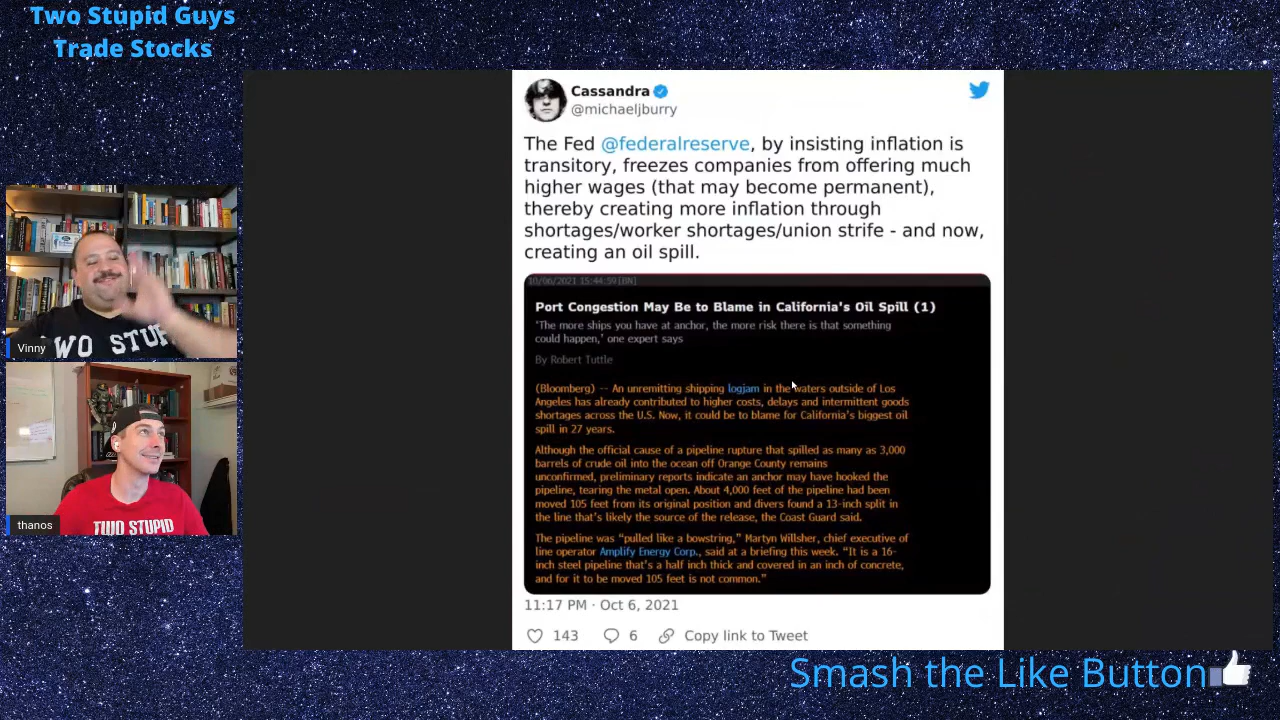 Two Stupid Guys
Trade Stocks
Cassandra
@michaeljburry
The Fed @federalreserve, by insisting inflation is
transitory, freezes companies from offering much
higher wages (that may become permanent),
thereby creating more inflation through
shortages/worker shortages/union strife - and now,
creating an oil spill.
10/06/2021 15:44:59 [BN]
Port Congestion May Be to Blame in California's Oil Spill (1)
'The more ships you have at anchor, the more risk there is that something
could happen,' one expert says
By Robert Tuttle
(Bloomberg) -- An unremitting shipping logjam in the waters outside of Los
Angeles has already contributed to higher costs, delays and intermittent goods
shortages across the U.S. Now, it could be to blame for California's biggest oil
spill in 27 years.
Although the official cause of a pipeline rupture that spilled as many as 3,000
barrels of crude oil into the ocean off Orange County remains
unconfirmed, preliminary reports indicate an anchor may have hooked the
pipeline, tearing the metal open. About 4,000 feet of the pipeline had been
moved 105 feet from its original position and divers found a 13-inch split in
the line that's likely the source of the release, the Coast Guard said.
The pipeline was "pulled like a bowstring," Martyn Willsher, chief executive of
line operator Amplify Energy Corp., said at a briefing this week. "It is a 16-
inch steel pipeline that's a half inch thick and covered in an inch of concrete,
and for it to be moved 105 feet is not common."
11:17 PM · Oct 6, 2021
143 6 Copy link to Tweet
WO STUP
Vinny
TWO STUPID
thanos
Smash the Like Button